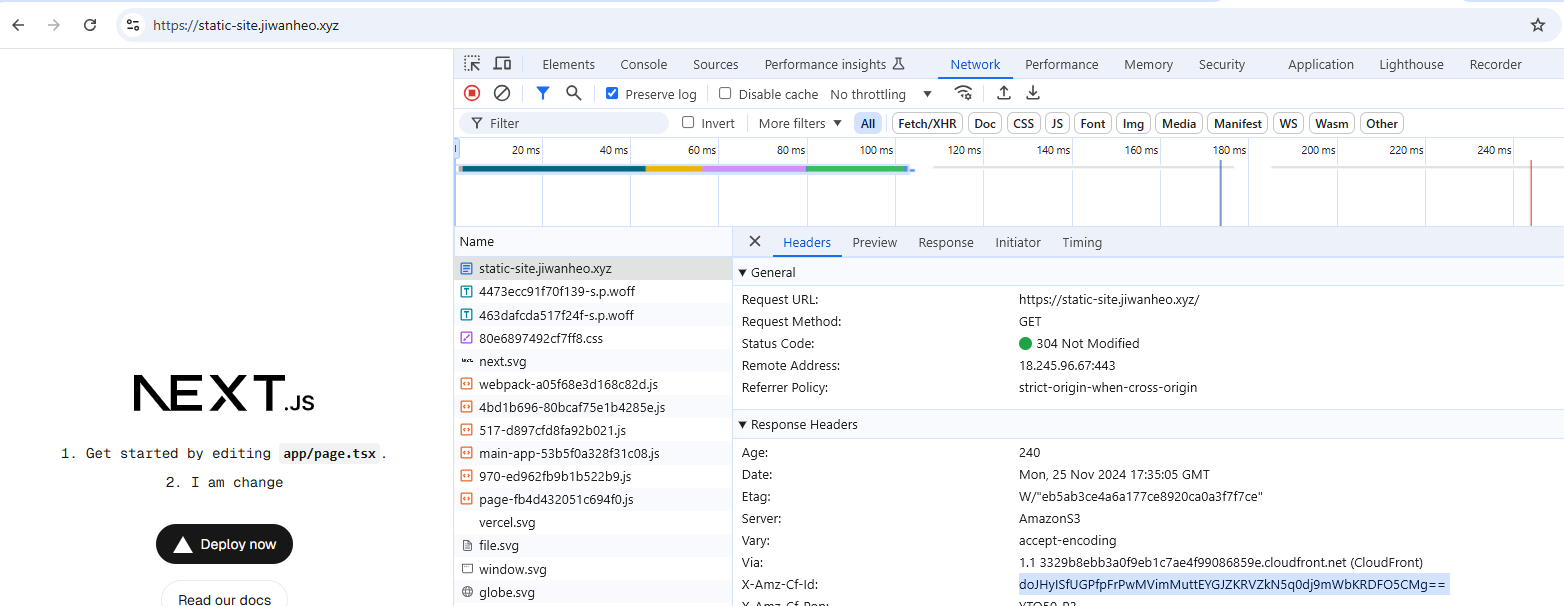 https://static-site.jiwanheo.xyz
Elements Console Sources Performance insights Network Performance Memory Security Application Lighthouse Recorder
Preserve log Disable cache No throttling
Filter Invert More filters All Fetch/XHR Doc CSS JS Font Img Media Manifest WS Wasm Other
20 ms 40 ms 60 ms 80 ms 100 ms 120 ms 140 ms 160 ms 180 ms 200 ms 220 ms 240 ms
Name
static-site.jiwanheo.xyz
4473ecc91f70f139-s.p.woff
463dafcda517f24f-s.p.woff
80e6897492cf7ff8.css
next.svg
webpack-a05f68e3d168c82d.js
4bd1b696-80bcaf75e1b4285e.js
517-d897cfd8fa92b021.js
main-app-53b5f0a328f31c08.js
970-ed962fb9b1b522b9.js
page-fb4d432051c694f0.js
vercel.svg
file.svg
window.svg
globe.svg
Headers Preview Response Initiator Timing
General
Request URL: https://static-site.jiwanheo.xyz/
Request Method: GET
Status Code: 304 Not Modified
Remote Address: 18.245.96.67:443
Referrer Policy: strict-origin-when-cross-origin
Response Headers
Age: 240
Date: Mon, 25 Nov 2024 17:35:05 GMT
Etag: W/"eb5ab3ce4a6a177ce8920ca0a3f7f7ce"
Server: AmazonS3
Vary: accept-encoding
Via: 1.1 3329b8ebb3a0f9eb1c7ae4f99086859e.cloudfront.net (CloudFront)
X-Amz-Cf-Id: doJHyISfUGPfpFrPwMVimMuttEYGJZKRVZkN5q0dj9mWbKRDFO5CMg==
X-Amz-Cf-Pop:
NEXT.JS
1. Get started by editing app/page.tsx.
2. I am change
Deploy now
Read our docs